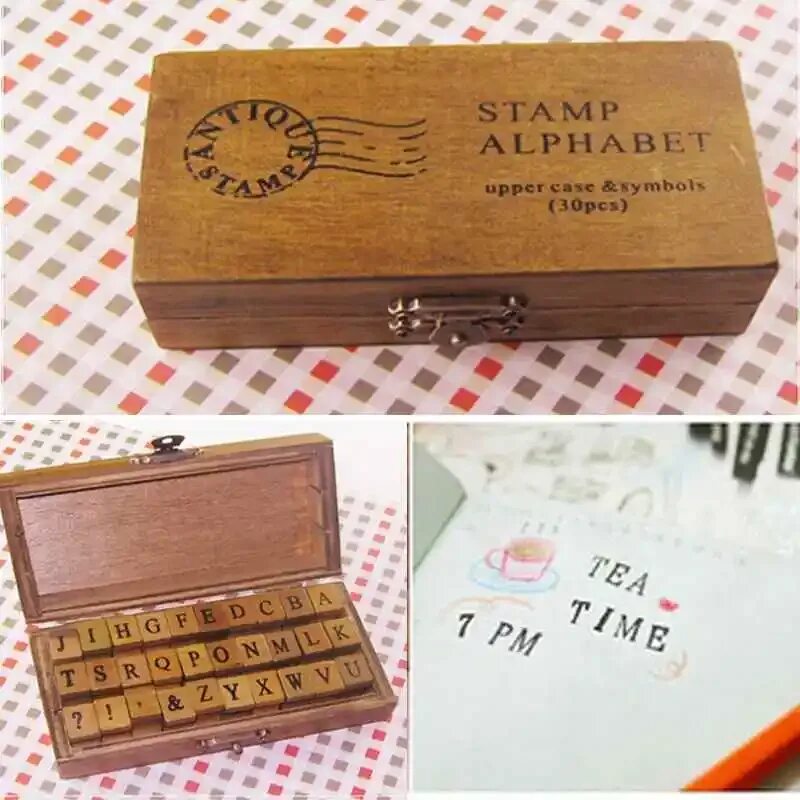 ANTIQUE
STAMP
STAMP
ALPHABET
upper case & symbols
(30pcs)
J I H G F E D C B A
T S R Q P O N M L K
? ! ' & Z Y X W V U
TEA
TIME
7 PM